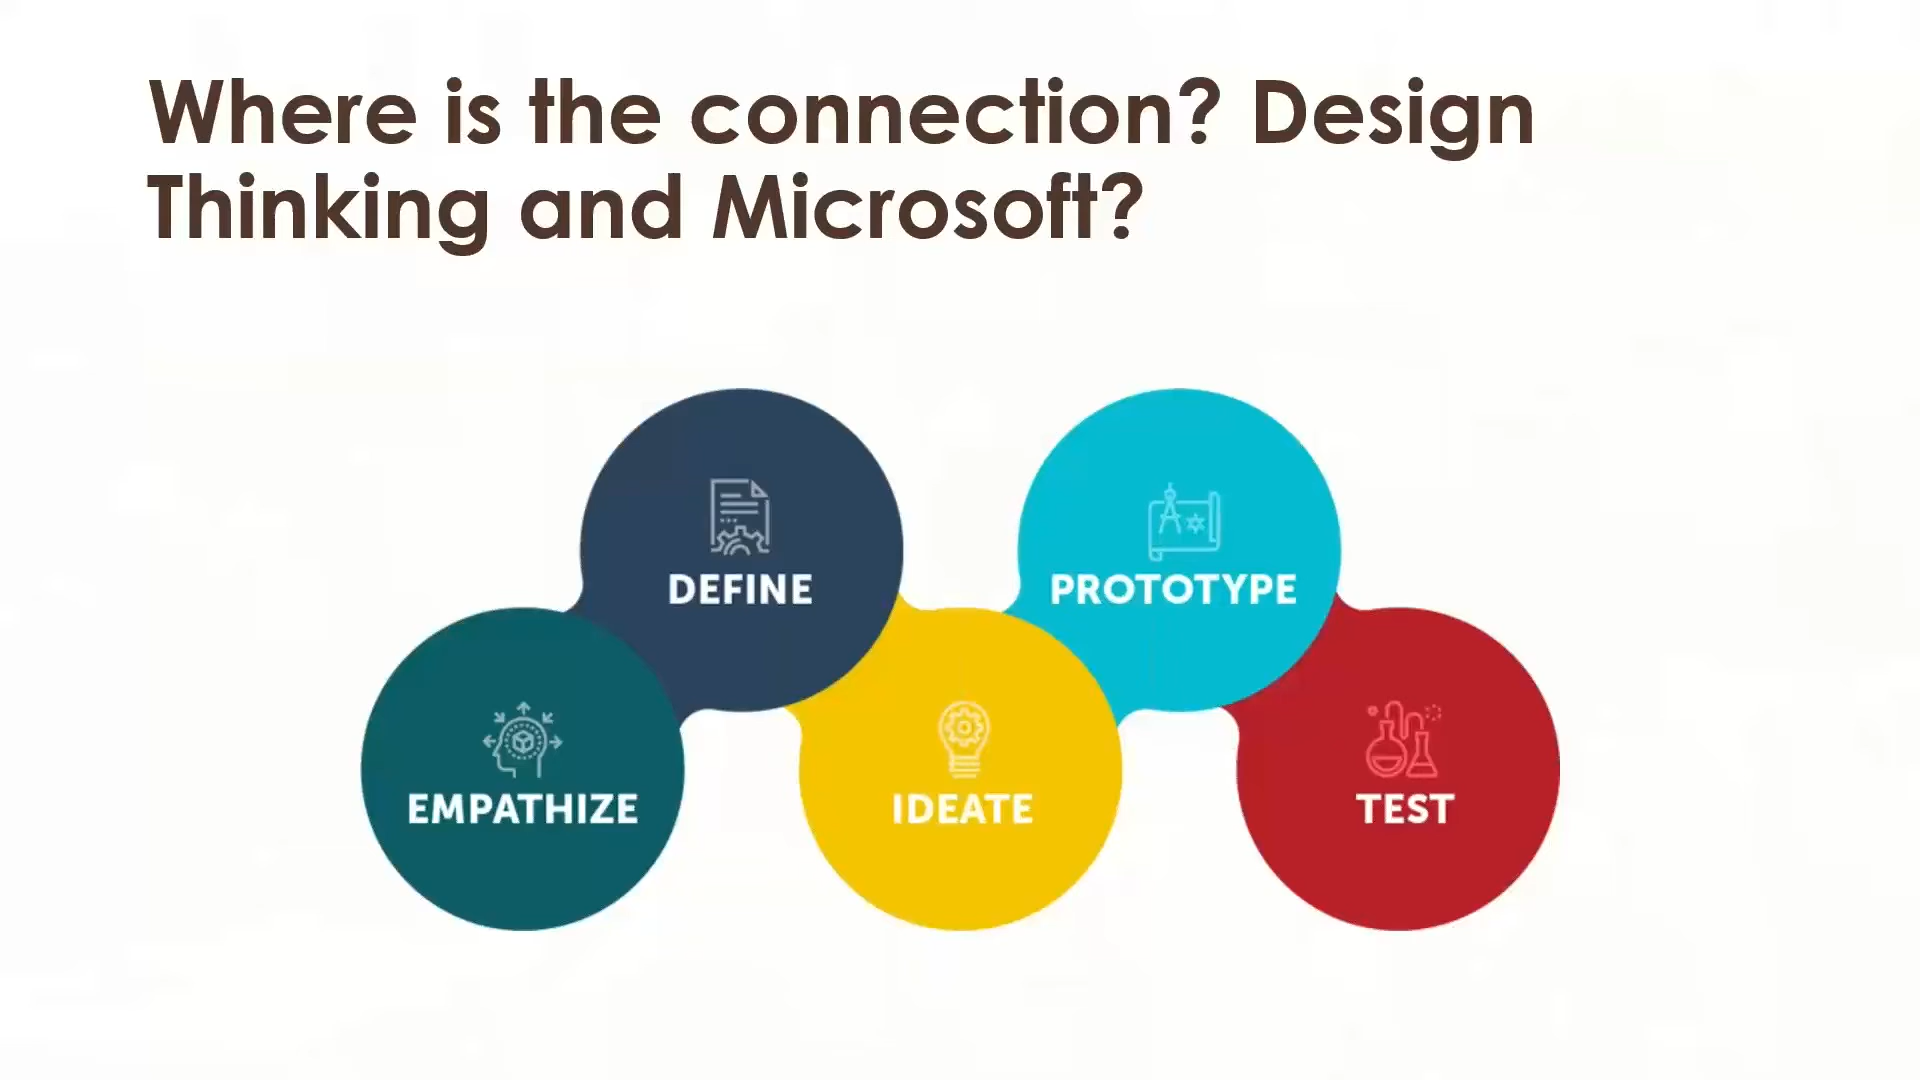 Where is the connection? Design
Thinking and Microsoft?
EMPATHIZE
DEFINE
IDEATE
PROTOTYPE
TEST